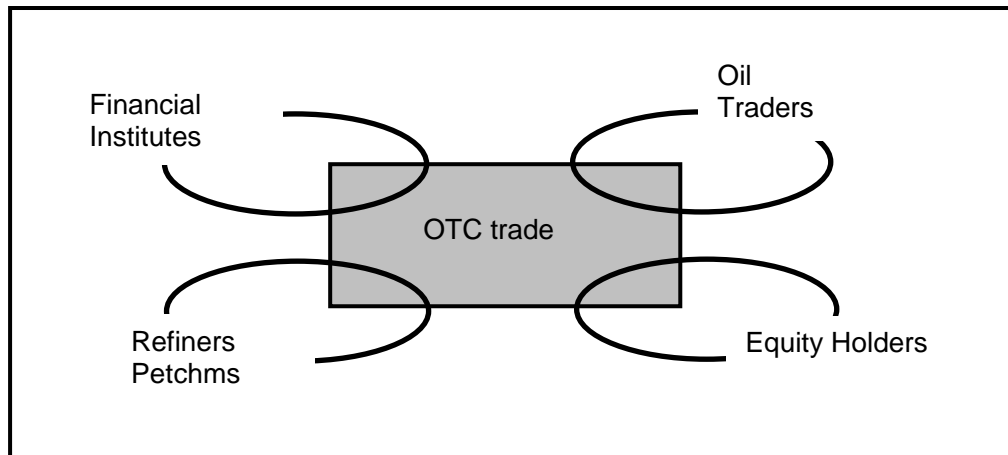 Financial
Institutes
Oil
Traders
OTC trade
Refiners
Petchms
Equity Holders